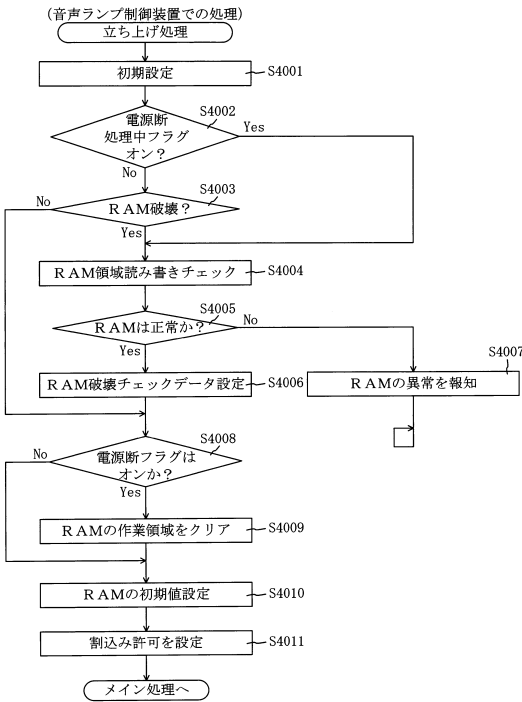 (音声ランプ制御装置での処理)
立ち上げ処理
初期設定
S4001
電源断
処理中フラグ
オン？
S4002
Yes
No
RAM破壊？
S4003
No
Yes
RAM領域読み書きチェック
S4004
RAMは正常か？
S4005
No
Yes
RAM破壊チェックデータ設定
S4006
RAMの異常を報知
S4007
電源断フラグは
オンか？
S4008
No
Yes
RAMの作業領域をクリア
S4009
RAMの初期値設定
S4010
割込み許可を設定
S4011
メイン処理へ